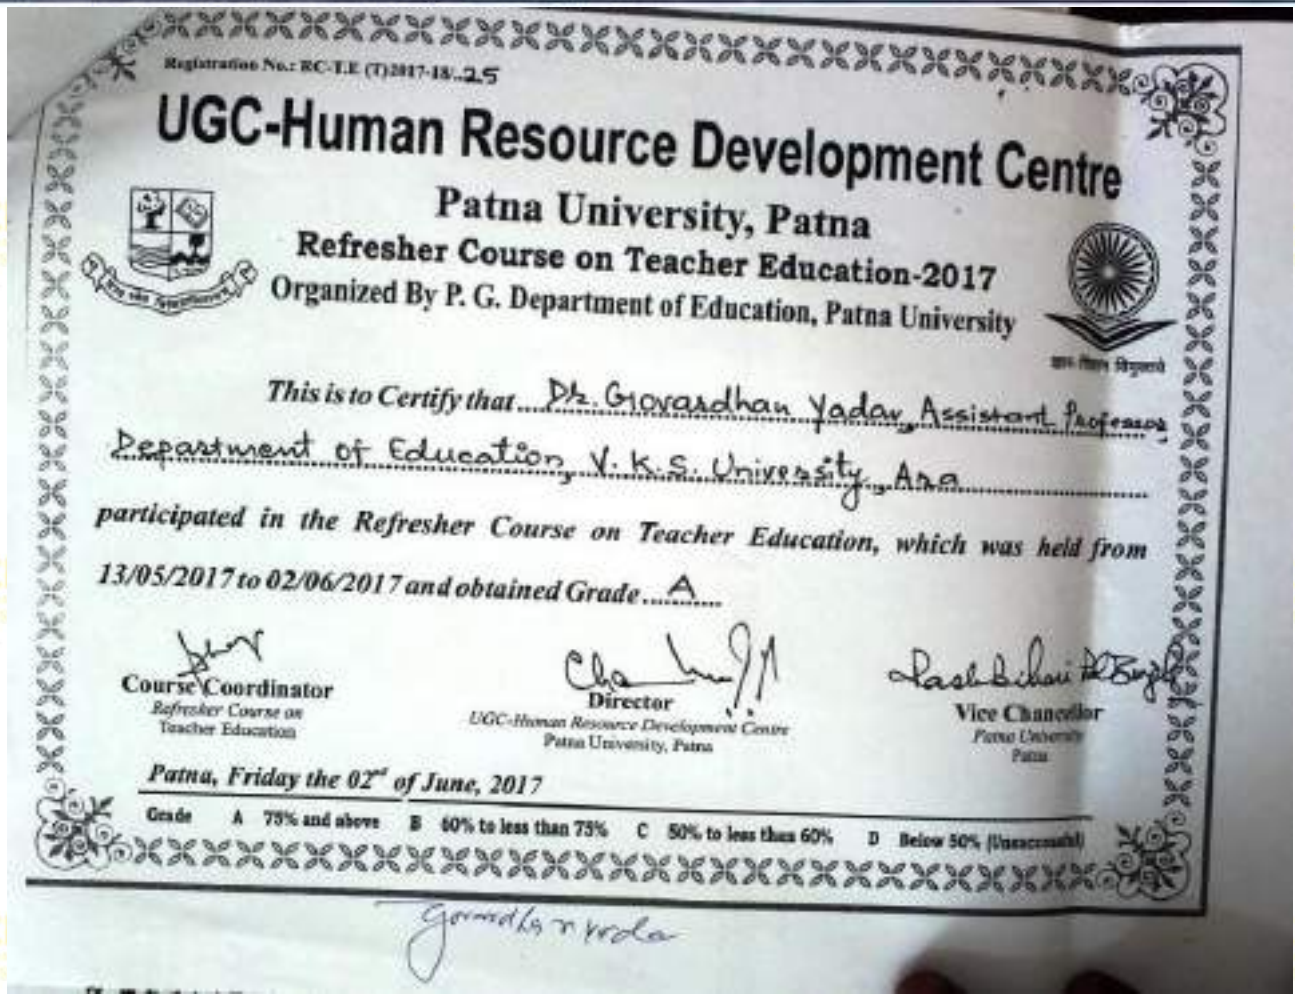 Registration No.: RC-T.E (T)2017-18/..25
UGC-Human Resource Development Centre
Patna University, Patna
Refresher Course on Teacher Education-2017
Organized By P. G. Department of Education, Patna University
This is to Certify that Dr. Govardhan Yadav, Assistant Professor
Department of Education, V. K. S. University, Ara
participated in the Refresher Course on Teacher Education, which was held from
13/05/2017 to 02/06/2017 and obtained Grade ....A....
Course Coordinator
Refresher Course on
Teacher Education
Director
UGC-Human Resource Development Centre
Patna University, Patna
Vice Chancellor
Patna University
Patna
Patna, Friday the 02nd of June, 2017
Grade A 75% and above B 60% to less than 75% C 50% to less than 60% D Below 50% (Unsuccessful)